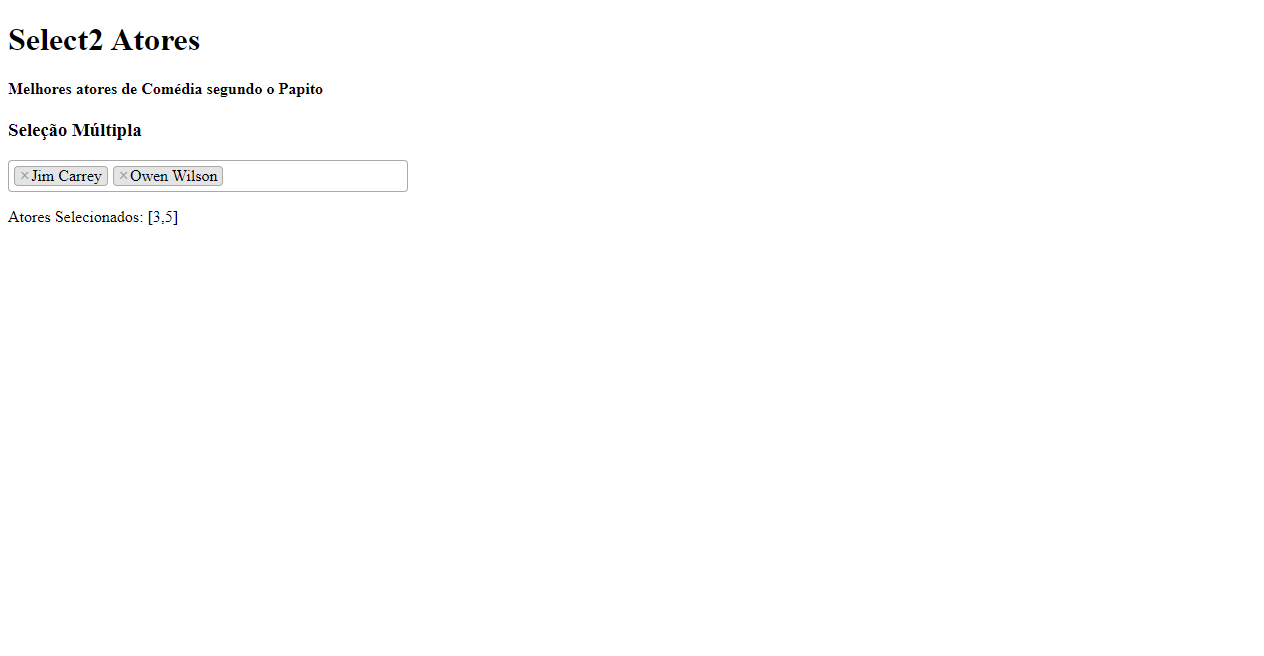 Select2 Atores
Melhores atores de Comédia segundo o Papito
Seleção Múltipla
×Jim Carrey ×Owen Wilson
Atores Selecionados: [3,5]